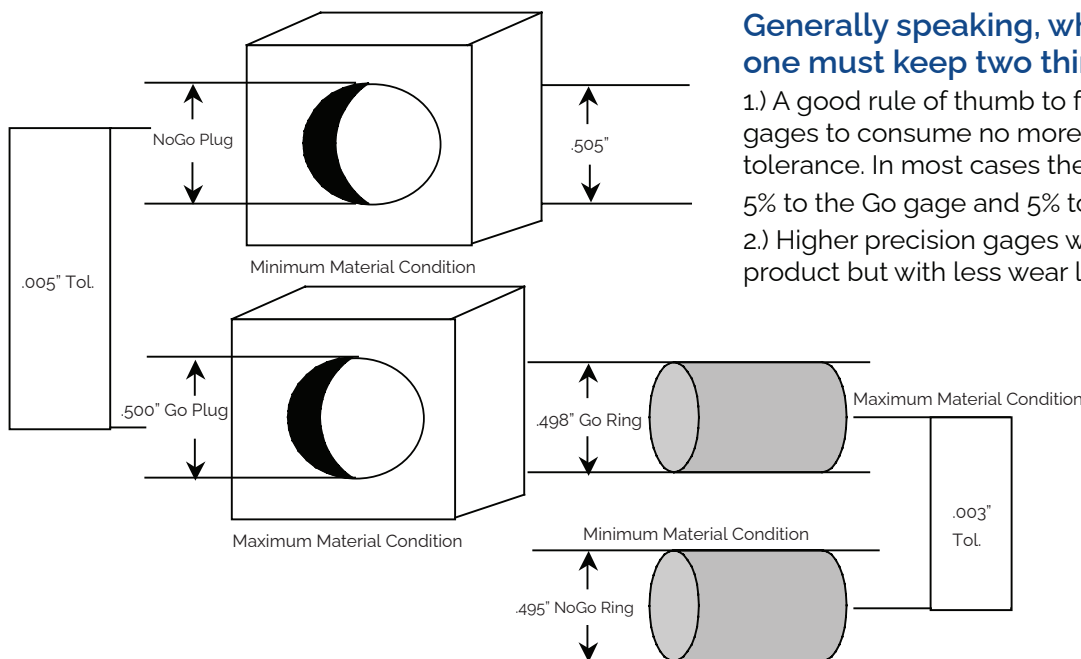 Generally speaking, wh
one must keep two thin
1.) A good rule of thumb to f
gages to consume no more
tolerance. In most cases the
5% to the Go gage and 5% to
2.) Higher precision gages w
product but with less wear l
NoGo Plug
.505”
Minimum Material Condition
.005” Tol.
.500” Go Plug
.498” Go Ring
Maximum Material Condition
Maximum Material Condition
.003”
Tol.
Minimum Material Condition
.495” NoGo Ring